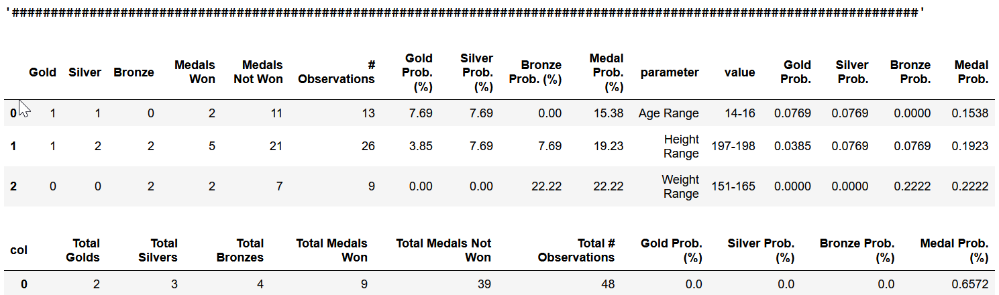 '###################################################################################################################'
Gold Silver Bronze Medals Won Medals Not Won # Observations Gold Prob. (%) Silver Prob. (%) Bronze Prob. (%) Medal Prob. (%) parameter value Gold Prob. Silver Prob. Bronze Prob. Medal Prob.
0 1 1 0 2 11 13 7.69 7.69 0.00 15.38 Age Range 14-16 0.0769 0.0769 0.0000 0.1538
1 1 2 2 5 21 26 3.85 7.69 7.69 19.23 Height Range 197-198 0.0385 0.0769 0.0769 0.1923
2 0 0 2 2 7 9 0.00 0.00 22.22 22.22 Weight Range 151-165 0.0000 0.0000 0.2222 0.2222
col Total Golds Total Silvers Total Bronzes Total Medals Won Total Medals Not Won Total # Observations Gold Prob. (%) Silver Prob. (%) Bronze Prob. (%) Medal Prob. (%)
0 2 3 4 9 39 48 0.0 0.0 0.0 0.6572